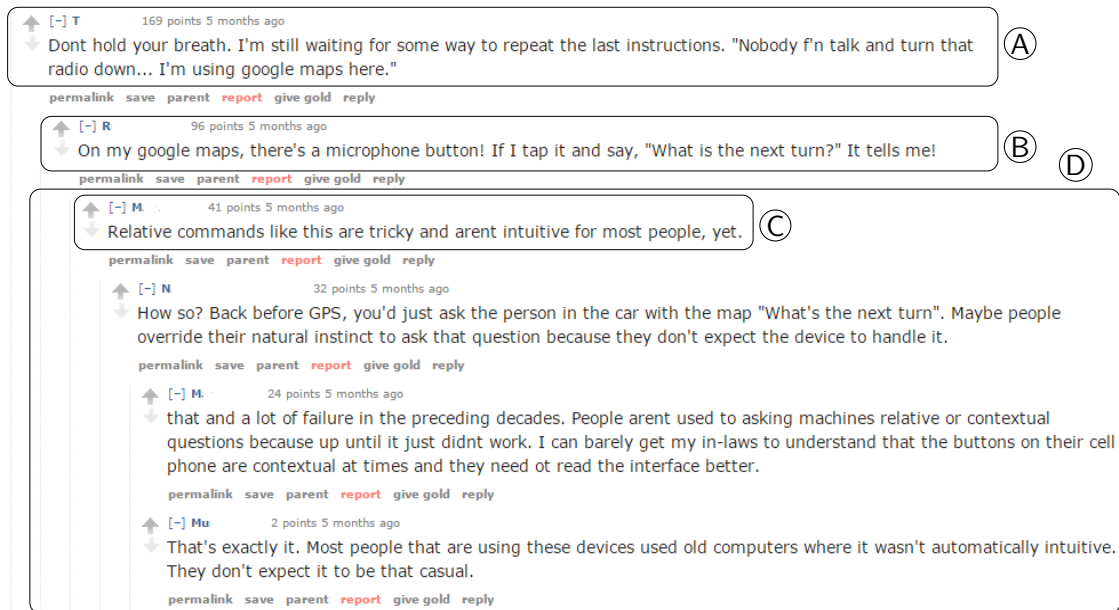 [-] T 169 points 5 months ago
Dont hold your breath. I'm still waiting for some way to repeat the last instructions. "Nobody f'n talk and turn that
radio down... I'm using google maps here."
A
permalink save parent report give gold reply
[-] R 96 points 5 months ago
On my google maps, there's a microphone button! If I tap it and say, "What is the next turn?" It tells me!
B
D
permalink save parent report give gold reply
[-] M 41 points 5 months ago
Relative commands like this are tricky and arent intuitive for most people, yet.
C
permalink save parent report give gold reply
[-] N 32 points 5 months ago
How so? Back before GPS, you'd just ask the person in the car with the map "What's the next turn". Maybe people
override their natural instinct to ask that question because they don't expect the device to handle it.
permalink save parent report give gold reply
[-] M 24 points 5 months ago
that and a lot of failure in the preceding decades. People arent used to asking machines relative or contextual
questions because up until it just didnt work. I can barely get my in-laws to understand that the buttons on their cell
phone are contextual at times and they need ot read the interface better.
permalink save parent report give gold reply
[-] Mu 2 points 5 months ago
That's exactly it. Most people that are using these devices used old computers where it wasn't automatically intuitive.
They don't expect it to be that casual.
permalink save parent report give gold reply